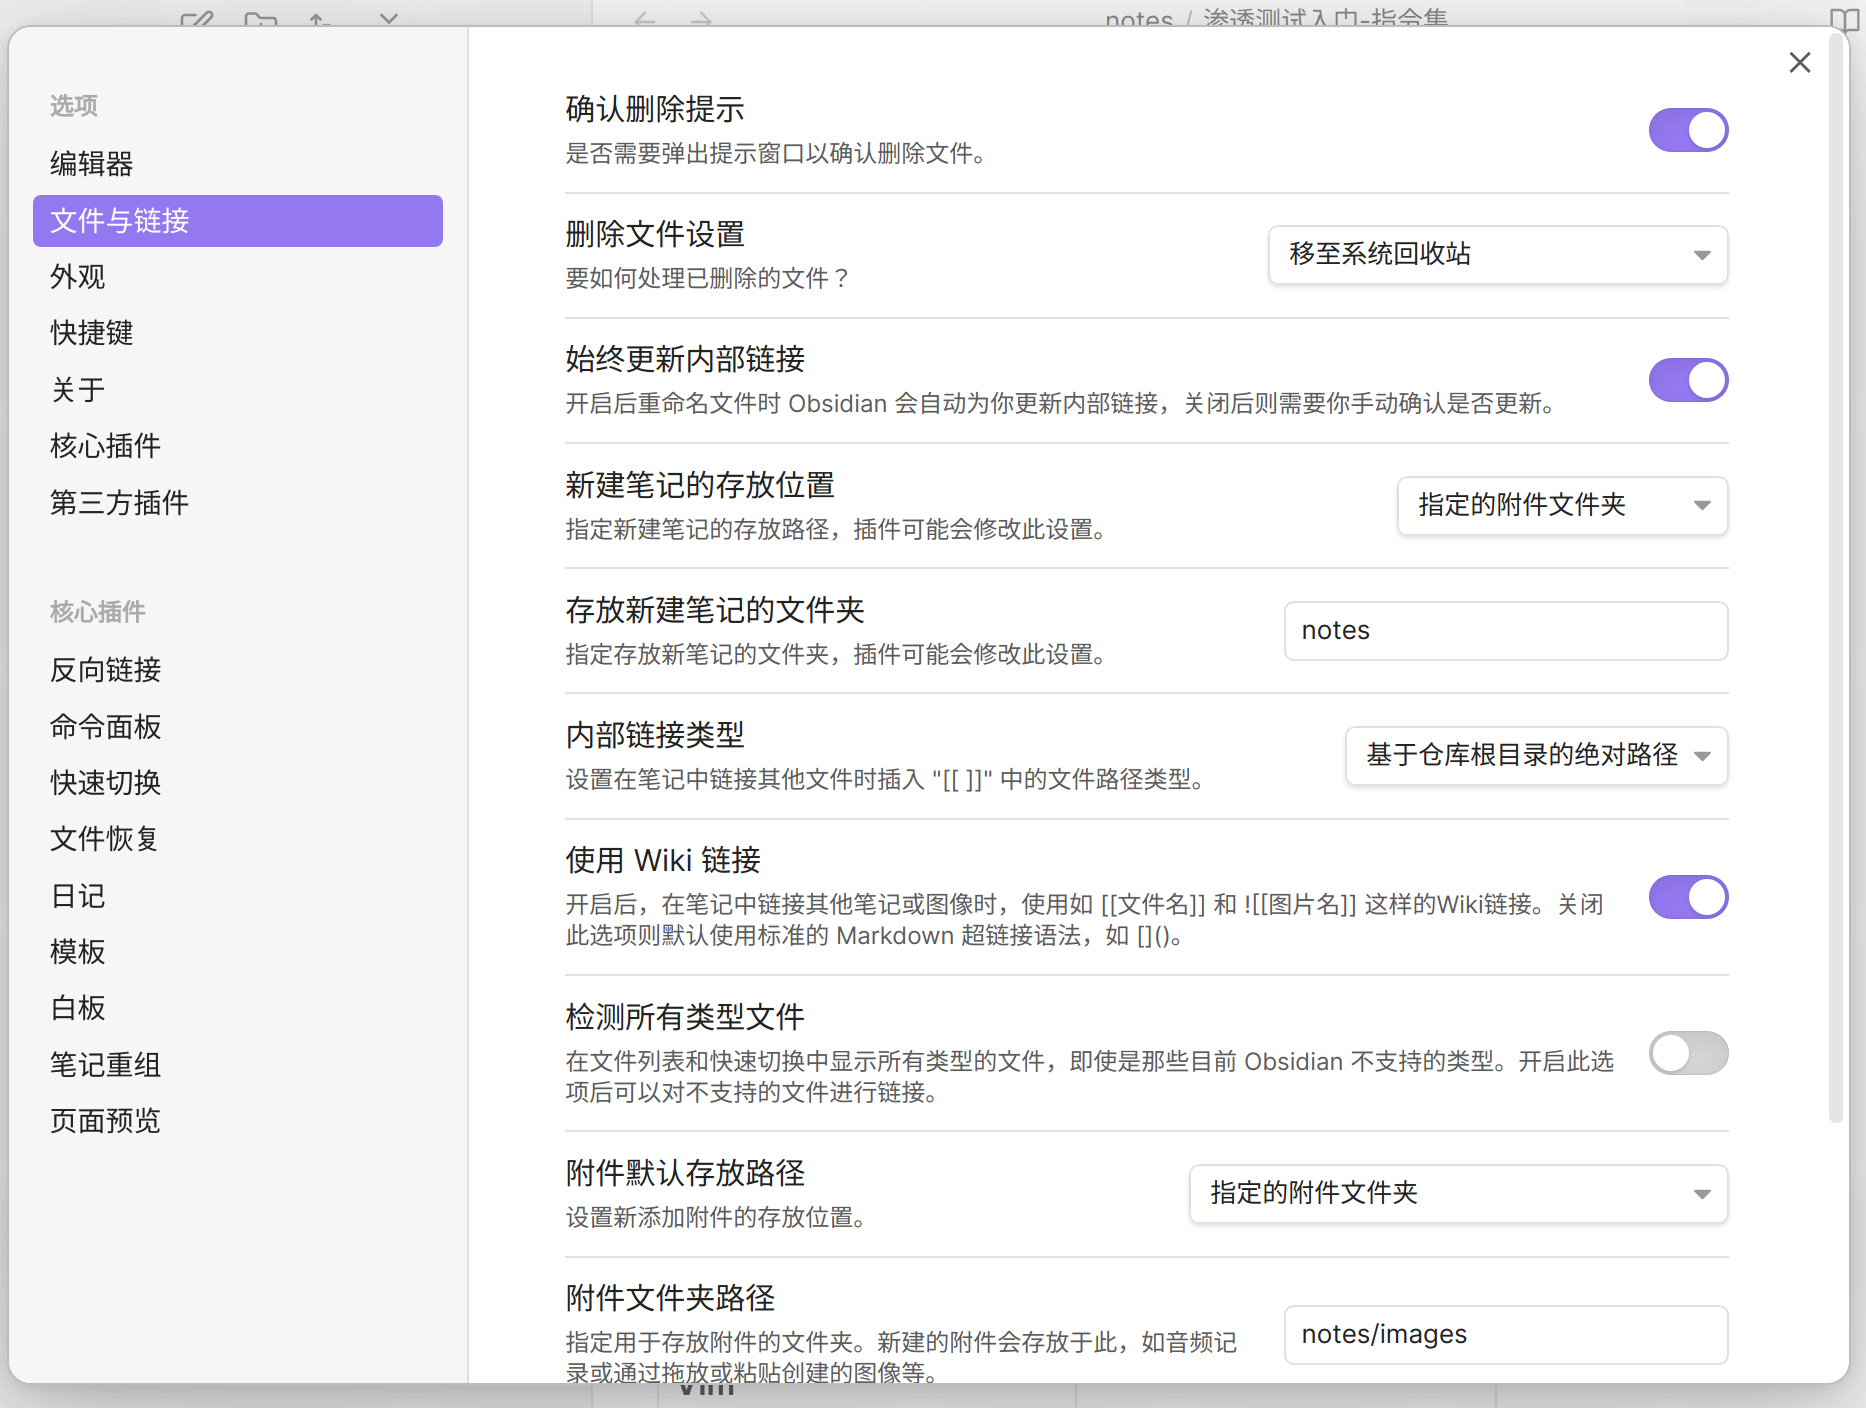 notes / 渗透测试入门-指令集
选项
编辑器
文件与链接
外观
快捷键
关于
核心插件
第三方插件
核心插件
反向链接
命令面板
快速切换
文件恢复
日记
模板
白板
笔记重组
页面预览
确认删除提示
是否需要弹出提示窗口以确认删除文件。
删除文件设置
要如何处理已删除的文件？
移至系统回收站
始终更新内部链接
开启后重命名文件时 Obsidian 会自动为你更新内部链接，关闭后则需要你手动确认是否更新。
新建笔记的存放位置
指定新建笔记的存放路径，插件可能会修改此设置。
指定的附件文件夹
存放新建笔记的文件夹
指定存放新笔记的文件夹，插件可能会修改此设置。
notes
内部链接类型
设置在笔记中链接其他文件时插入 "[[ ]]" 中的文件路径类型。
基于仓库根目录的绝对路径
使用 Wiki 链接
开启后，在笔记中链接其他笔记或图像时，使用如 [[文件名]] 和 ![[图片名]] 这样的Wiki链接。关闭
此选项则默认使用标准的 Markdown 超链接语法，如 []()。
检测所有类型文件
在文件列表和快速切换中显示所有类型的文件，即使是那些目前 Obsidian 不支持的类型。开启此选
项后可以对不支持的文件进行链接。
附件默认存放路径
设置新添加附件的存放位置。
指定的附件文件夹
附件文件夹路径
指定用于存放附件的文件夹。新建的附件会存放于此，如音频记
录或通过拖放或粘贴创建的图像等。
notes/images
Vim